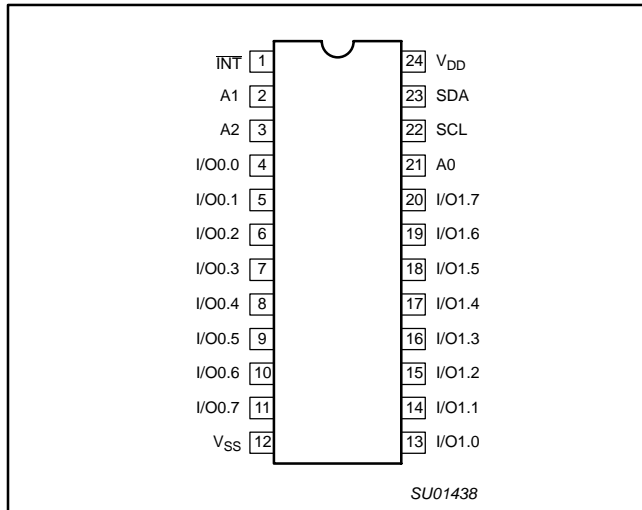 I̅N̅T̅ 1 24 VDD
A1 2 23 SDA
A2 3 22 SCL
I/O0.0 4 21 A0
I/O0.1 5 20 I/O1.7
I/O0.2 6 19 I/O1.6
I/O0.3 7 18 I/O1.5
I/O0.4 8 17 I/O1.4
I/O0.5 9 16 I/O1.3
I/O0.6 10 15 I/O1.2
I/O0.7 11 14 I/O1.1
VSS 12 13 I/O1.0
SU01438